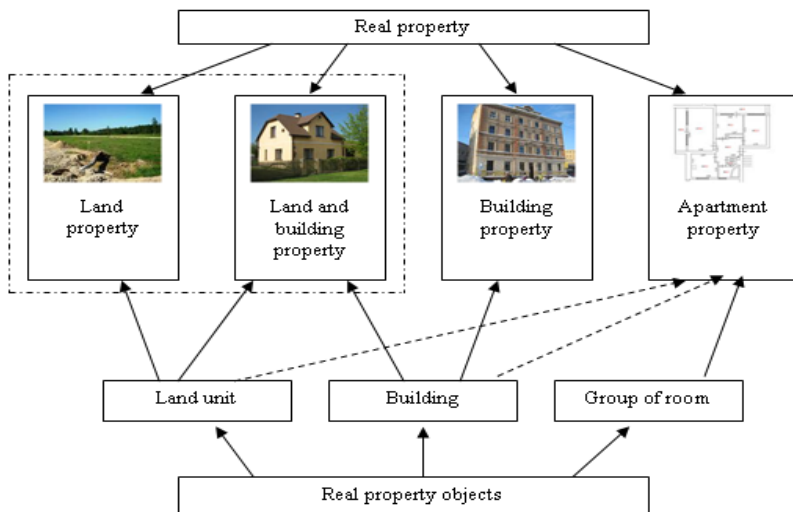 Real property
Land
property
Land and
building
property
Building
property
Apartment
property
Land unit
Building
Group of room
Real property objects